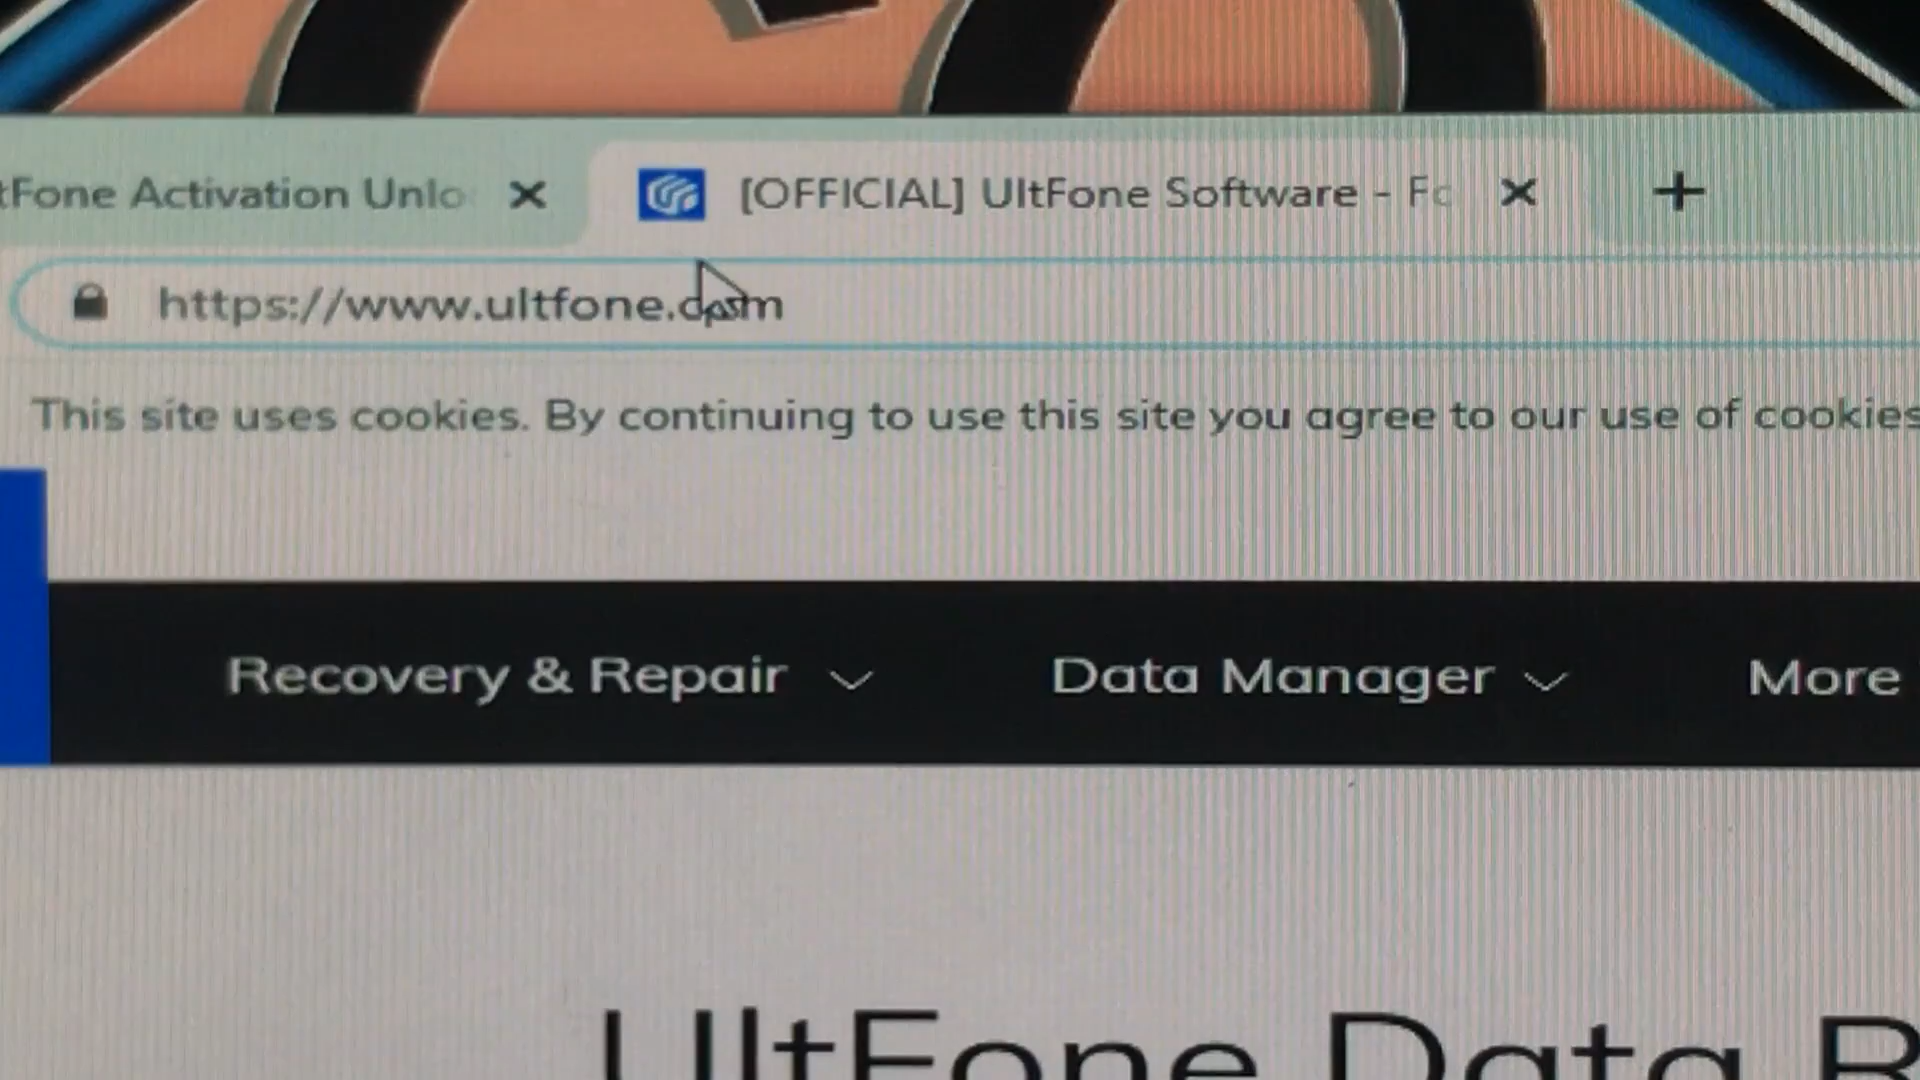 tFone Activation Unlo
[OFFICIAL] UltFone Software - Fo
https://www.ultfone.com
This site uses cookies. By continuing to use this site you agree to our use of cookies
Recovery & Repair
Data Manager
More
UltFone Data R